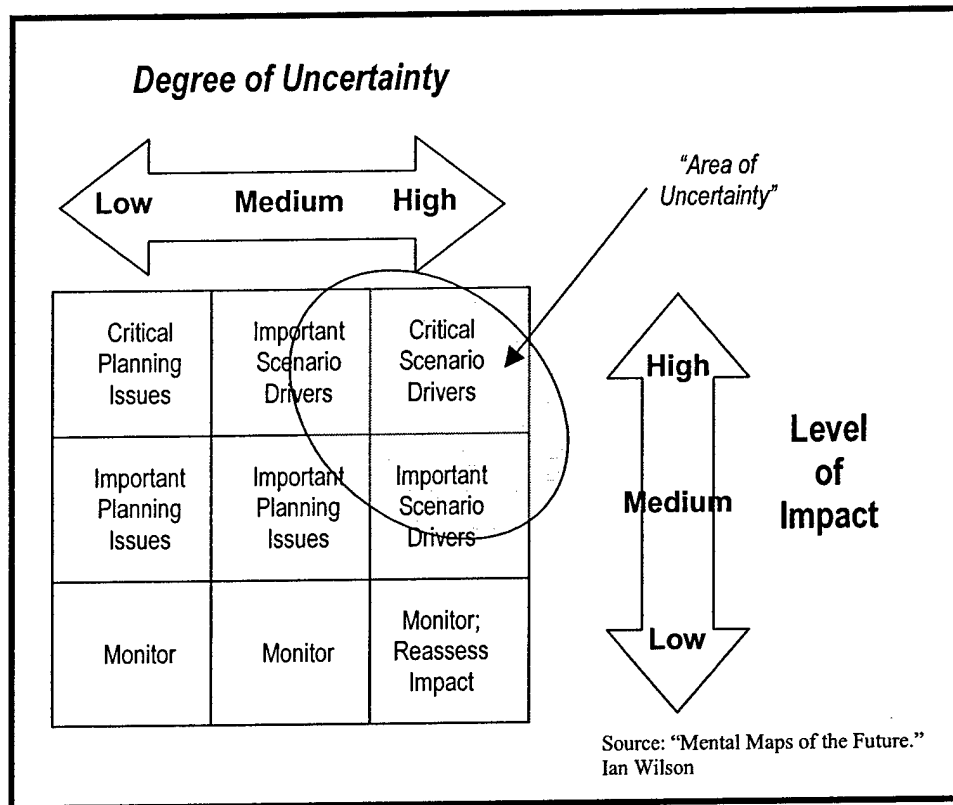 Degree of Uncertainty
Low Medium High
"Area of
Uncertainty"
Critical
Planning
Issues
Important
Scenario
Drivers
Critical
Scenario
Drivers
Important
Planning
Issues
Important
Planning
Issues
Important
Scenario
Drivers
Monitor
Monitor
Monitor;
Reassess
Impact
High
Medium
Low
Level
of
Impact
Source: "Mental Maps of the Future."
Ian Wilson